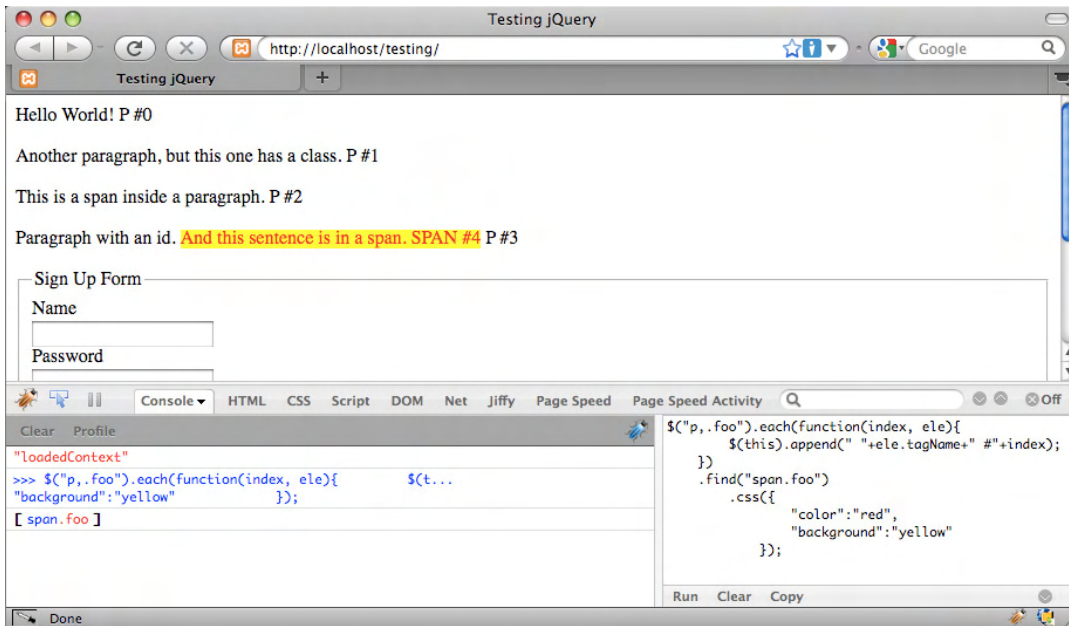 Testing jQuery
http://localhost/testing/
Google
Testing jQuery
+
Hello World! P #0
Another paragraph, but this one has a class. P #1
This is a span inside a paragraph. P #2
Paragraph with an id. And this sentence is in a span. SPAN #4 P #3
Sign Up Form
Name
Password
Console HTML CSS Script DOM Net Jiffy Page Speed Page Speed Activity Off
Clear Profile
"loadedContext"
>>> $("p,.foo").each(function(index, ele){ $(t...
"background":"yellow" });
[ span.foo ]
$("p,.foo").each(function(index, ele){
$(this).append(" "+ele.tagName+" #"+index);
})
.find("span.foo")
.css({
"color":"red",
"background":"yellow"
});
Run Clear Copy
Done